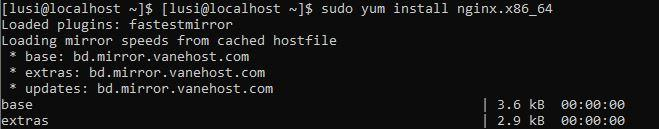 [lusi@localhost ~]$ [lusi@localhost ~]$ sudo yum install nginx.x86_64
Loaded plugins: fastestmirror
Loading mirror speeds from cached hostfile
 * base: bd.mirror.vanehost.com
 * extras: bd.mirror.vanehost.com
 * updates: bd.mirror.vanehost.com
base | 3.6 kB 00:00:00
extras | 2.9 kB 00:00:00